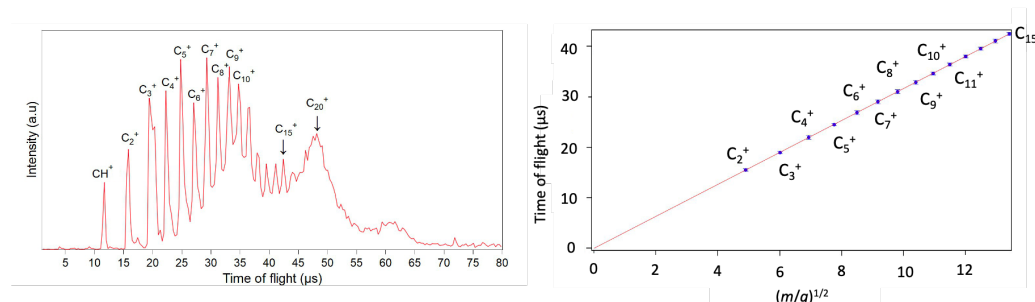 Intensity (a.u)
CH⁺
C₂⁺
C₃⁺
C₄⁺
C₅⁺
C₆⁺
C₇⁺
C₈⁺
C₉⁺
C₁₀⁺
C₁₅⁺
C₂₀⁺
5 10 15 20 25 30 35 40 45 50 55 60 65 70 75 80
Time of flight (µs)
Time of flight (µs)
40
30
20
10
0
C₂⁺
C₃⁺
C₄⁺
C₅⁺
C₆⁺
C₇⁺
C₈⁺
C₉⁺
C₁₀⁺
C₁₁⁺
C₁₅
0 2 4 6 8 10 12
(m/q)¹ᐟ²